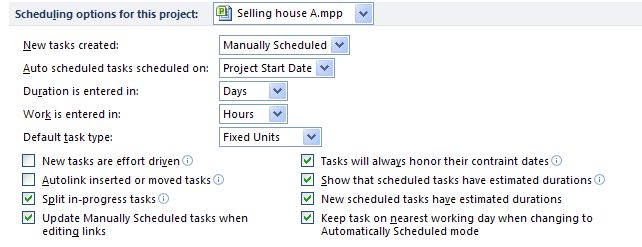 Scheduling options for this project: Selling house A.mpp
New tasks created: Manually Scheduled
Auto scheduled tasks scheduled on: Project Start Date
Duration is entered in: Days
Work is entered in: Hours
Default task type: Fixed Units
New tasks are effort driven
Autolink inserted or moved tasks
Split in-progress tasks
Update Manually Scheduled tasks when
editing links
Tasks will always honor their contraint dates
Show that scheduled tasks have estimated durations
New scheduled tasks have estimated durations
Keep task on nearest working day when changing to
Automatically Scheduled mode